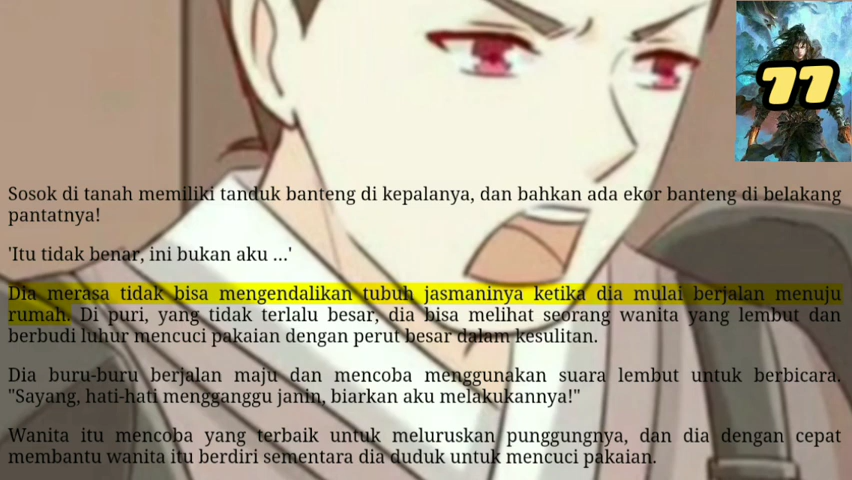 77
Sosok di tanah memiliki tanduk banteng di kepalanya, dan bahkan ada ekor banteng di belakang
pantatnya!
'Itu tidak benar, ini bukan aku ...'
Dia merasa tidak bisa mengendalikan tubuh jasmaninya ketika dia mulai berjalan menuju
rumah. Di puri, yang tidak terlalu besar, dia bisa melihat seorang wanita yang lembut dan
berbudi luhur mencuci pakaian dengan perut besar dalam kesulitan.
Dia buru-buru berjalan maju dan mencoba menggunakan suara lembut untuk berbicara.
"Sayang, hati-hati mengganggu janin, biarkan aku melakukannya!"
Wanita itu mencoba yang terbaik untuk meluruskan punggungnya, dan dia dengan cepat
membantu wanita itu berdiri sementara dia duduk untuk mencuci pakaian.